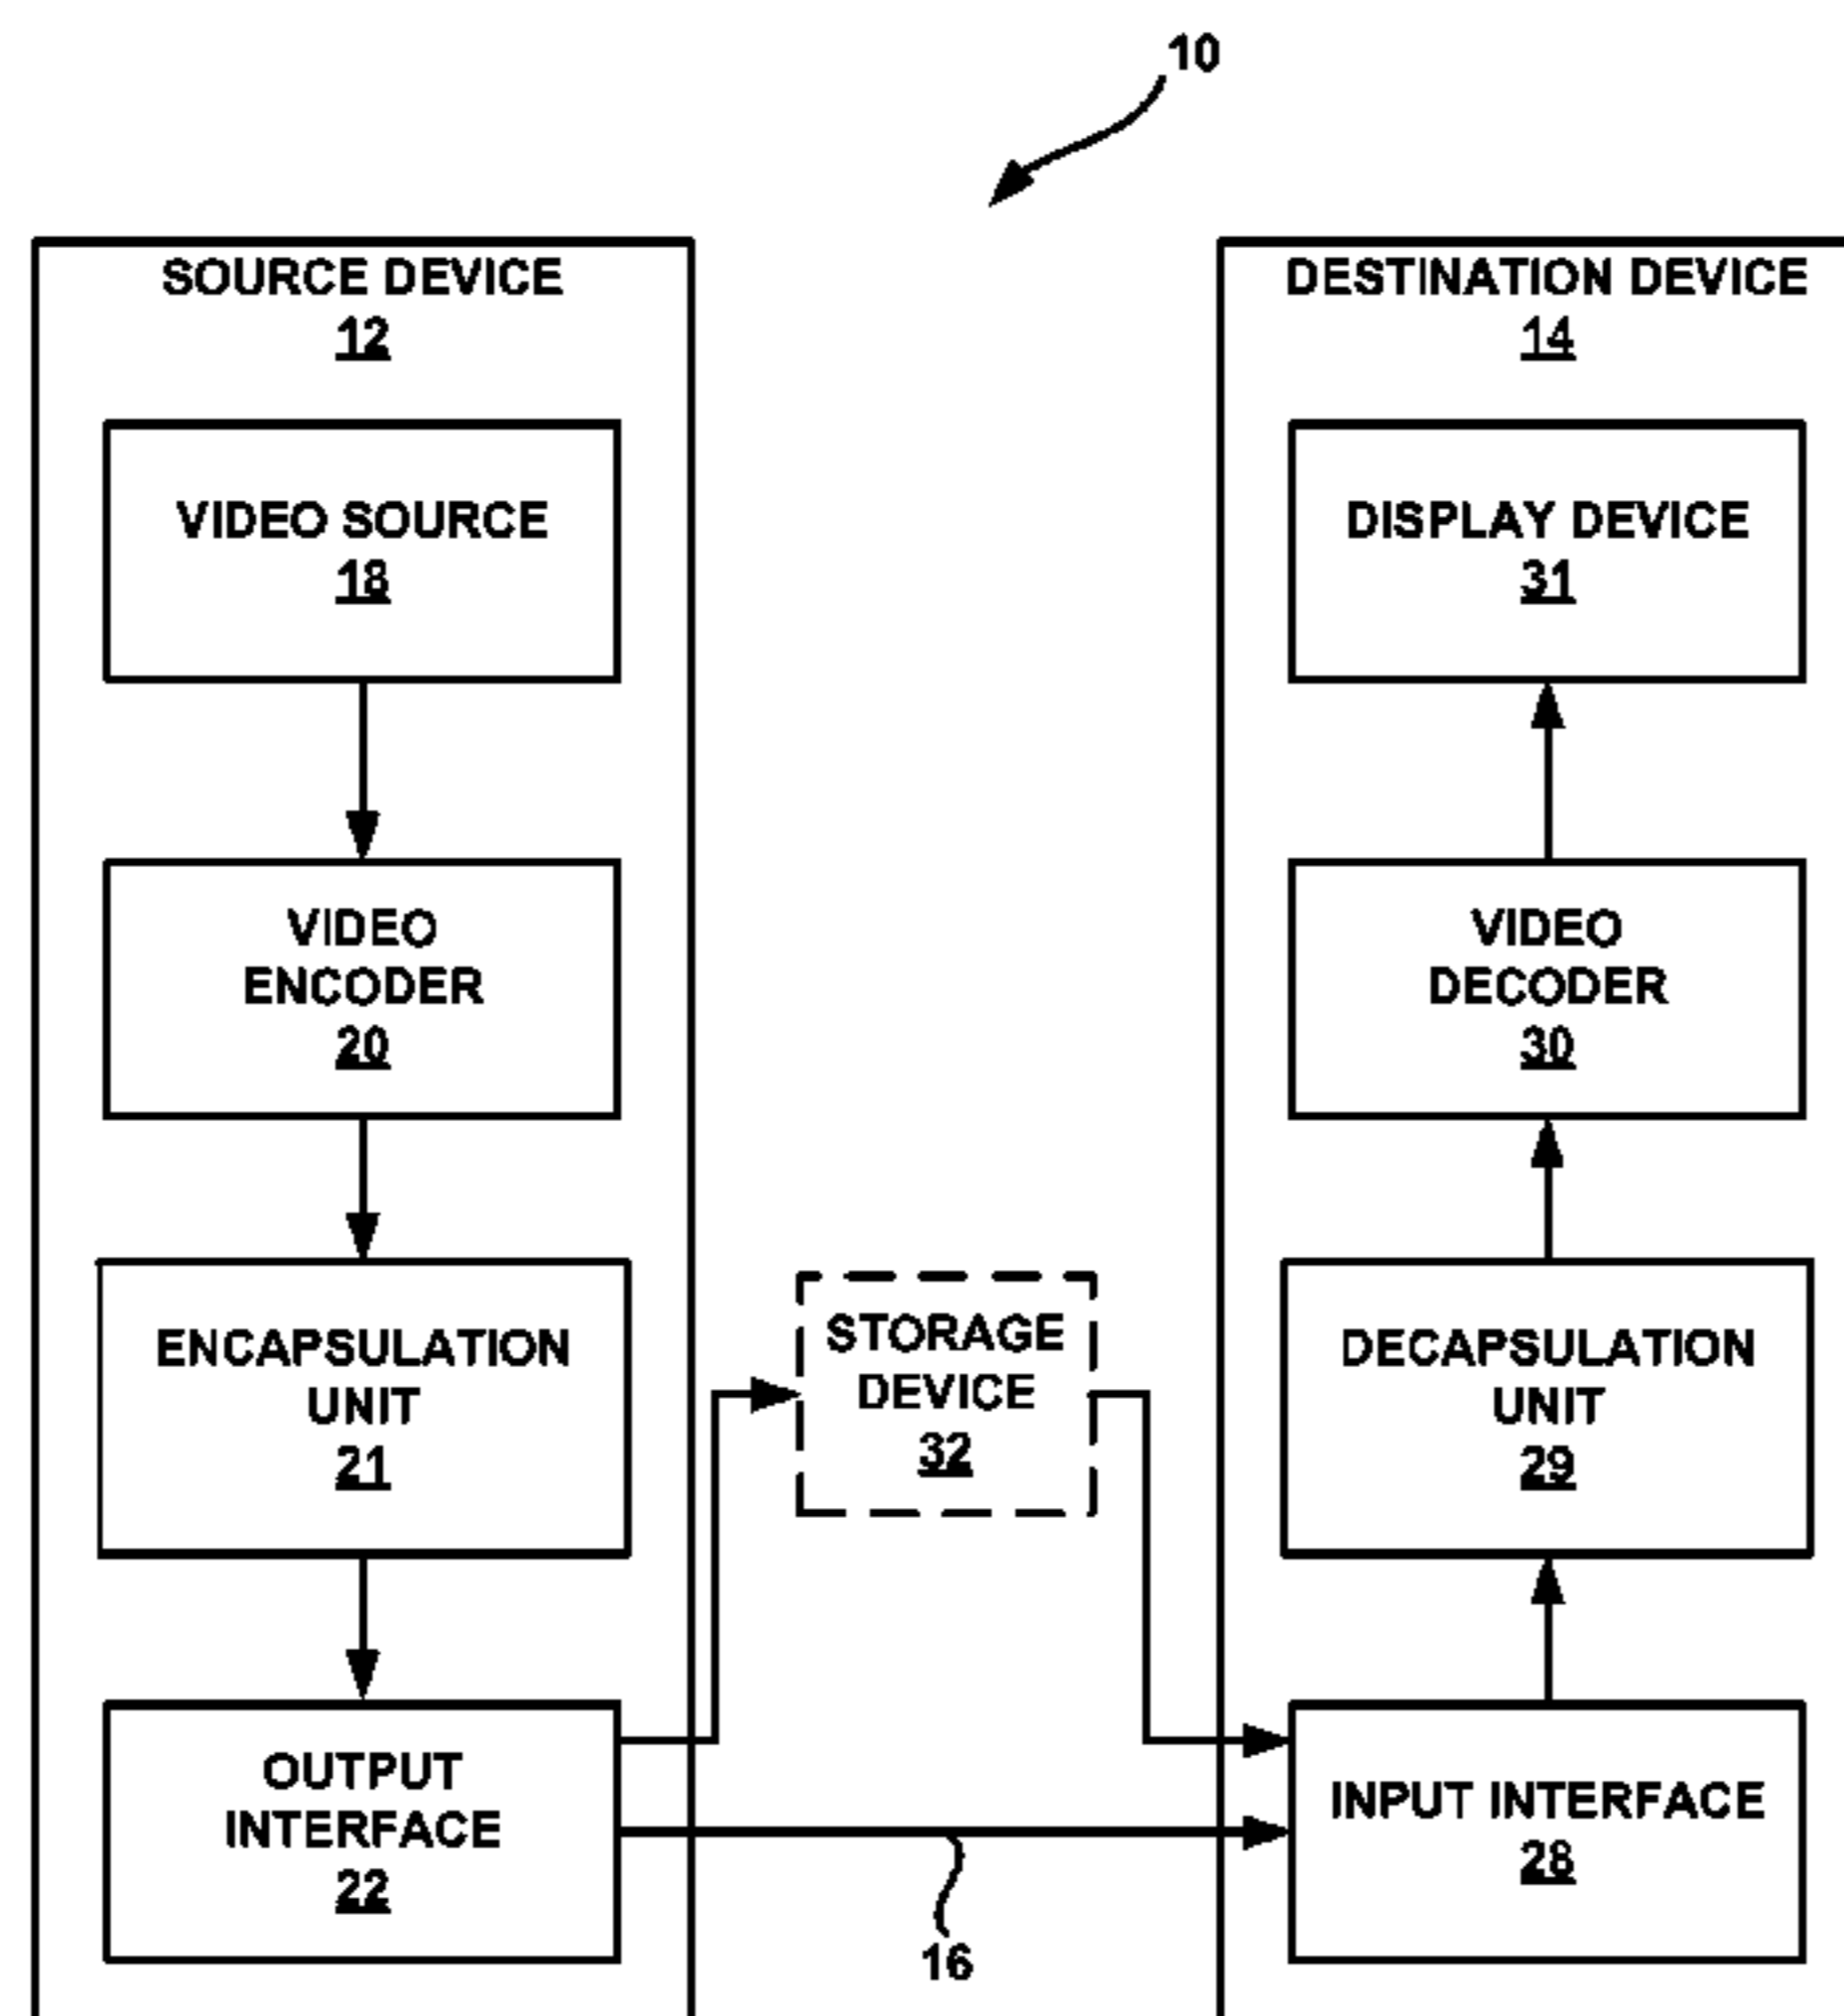 10
SOURCE DEVICE
12
VIDEO SOURCE
18
VIDEO
ENCODER
20
ENCAPSULATION
UNIT
21
OUTPUT
INTERFACE
22
STORAGE
DEVICE
32
16
DESTINATION DEVICE
14
DISPLAY DEVICE
31
VIDEO
DECODER
30
DECAPSULATION
UNIT
29
INPUT INTERFACE
28